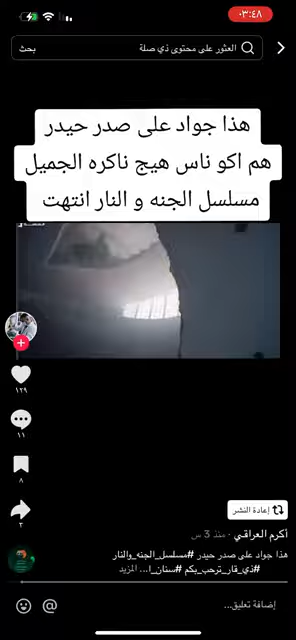 ٠٣:٤٨
العثور على محتوى ذي صلة
بحث
هذا جواد على صدر حيدر
هم اكو ناس هيج ناكره الجميل
مسلسل الجنه و النار انتهت
١٢٩
١١
٨
٣
إعادة النشر
أكرم العراقي · منذ 3 س
هذا جواد على صدر حيدر #مسلسل_الجنه_والنار
#ذي_قار_ترحب_بكم #سنان_ا... المزيد
إضافة تعليق...